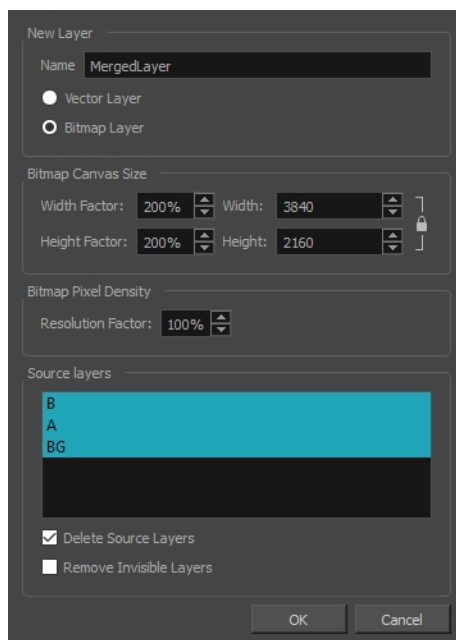 New Layer
Name MergedLayer
Vector Layer
Bitmap Layer
Bitmap Canvas Size
Width Factor: 200% Width: 3840
Height Factor: 200% Height: 2160
Bitmap Pixel Density
Resolution Factor: 100%
Source layers
B
A
BG
Delete Source Layers
Remove Invisible Layers
OK Cancel